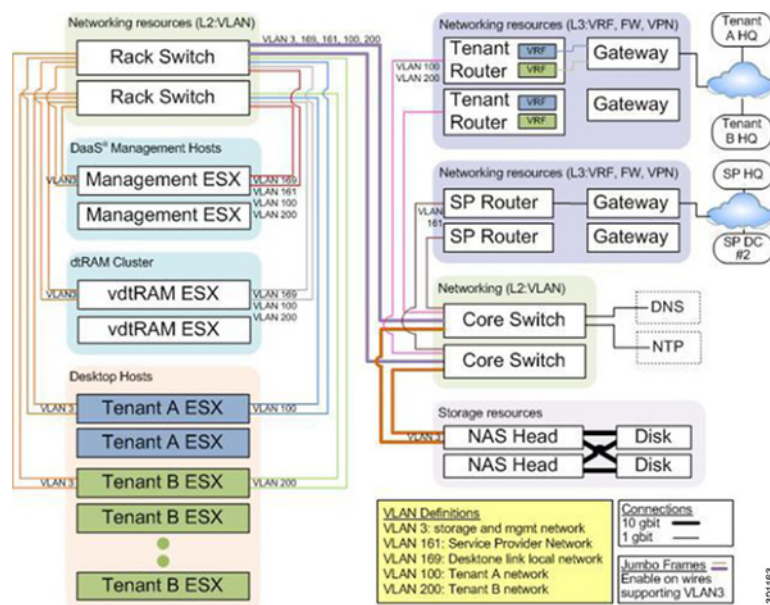 Networking resources (L2:VLAN)
Rack Switch
Rack Switch
VLAN 3, 169, 161, 100, 200
DaaS® Management Hosts
VLAN3
Management ESX
VLAN 169
VLAN 161
Management ESX
VLAN 100
VLAN 200
dtRAM Cluster
VLAN3
vdtRAM ESX
VLAN 169
VLAN 100
vdtRAM ESX
VLAN 200
Desktop Hosts
VLAN 3
Tenant A ESX
VLAN 100
Tenant A ESX
VLAN 3
Tenant B ESX
VLAN 200
Tenant B ESX
Tenant B ESX
Networking resources (L3:VRF, FW, VPN)
VLAN 100
VLAN 200
Tenant
Router
VRF
VRF
Gateway
Tenant
Router
VRF
VRF
Gateway
Tenant
A HQ
Tenant
B HQ
Networking resources (L3:VRF, FW, VPN)
VLAN
161
SP Router
Gateway
SP Router
Gateway
SP HQ
SP DC
#2
Networking (L2:VLAN)
Core Switch
Core Switch
DNS
NTP
Storage resources
VLAN 3
NAS Head
Disk
NAS Head
Disk
VLAN Definitions
VLAN 3: storage and mgmt network
VLAN 161: Service Provider Network
VLAN 169: Desktone link local network
VLAN 100: Tenant A network
VLAN 200: Tenant B network
Connections
10 gbit
1 gbit
Jumbo Frames
Enable on wires
supporting VLAN3